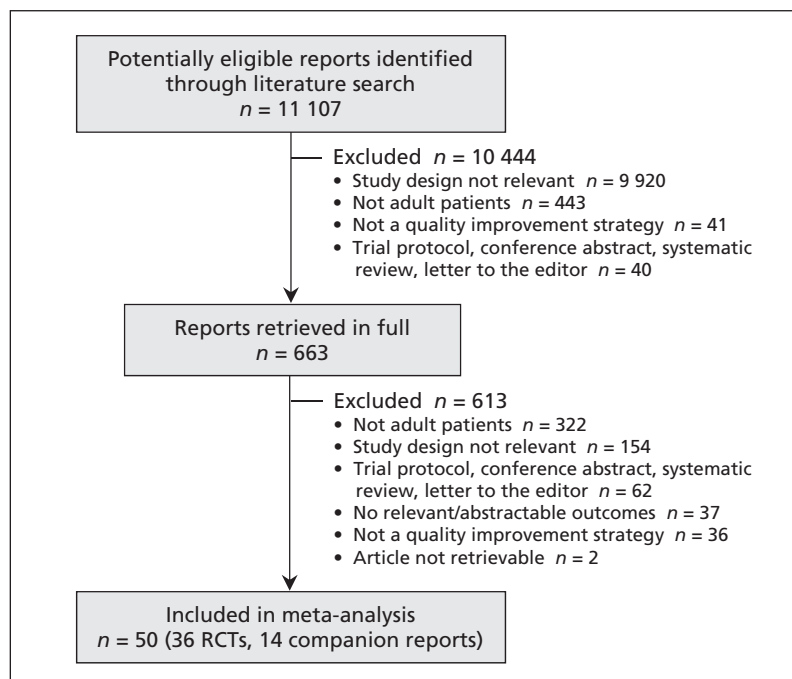 Potentially eligible reports identified
through literature search
n = 11 107
Excluded n = 10 444
• Study design not relevant n = 9 920
• Not adult patients n = 443
• Not a quality improvement strategy n = 41
• Trial protocol, conference abstract, systematic
review, letter to the editor n = 40
Reports retrieved in full
n = 663
Excluded n = 613
• Not adult patients n = 322
• Study design not relevant n = 154
• Trial protocol, conference abstract, systematic
review, letter to the editor n = 62
• No relevant/abstractable outcomes n = 37
• Not a quality improvement strategy n = 36
• Article not retrievable n = 2
Included in meta-analysis
n = 50 (36 RCTs, 14 companion reports)